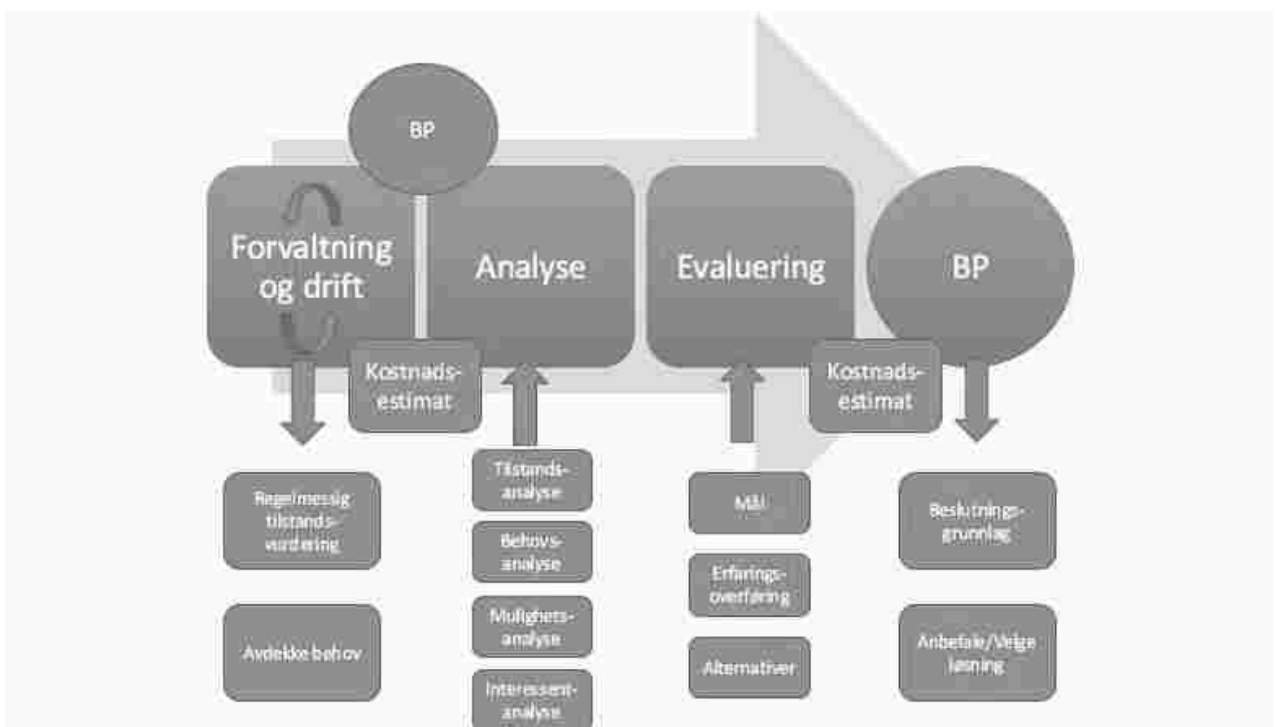 BP
Forvaltning
og drift
Analyse
Evaluering
BP
Kostnads-
estimat
Kostnads-
estimat
Regelmessig
tilstands-
vurdering
Avdekke behov
Tilstands-
analyse
Behovs-
analyse
Mulighets-
analyse
Interessent-
analyse
Mål
Erfarings-
overføring
Alternativer
Beslutnings-
grunnlag
Anbefale/Velge
løsning